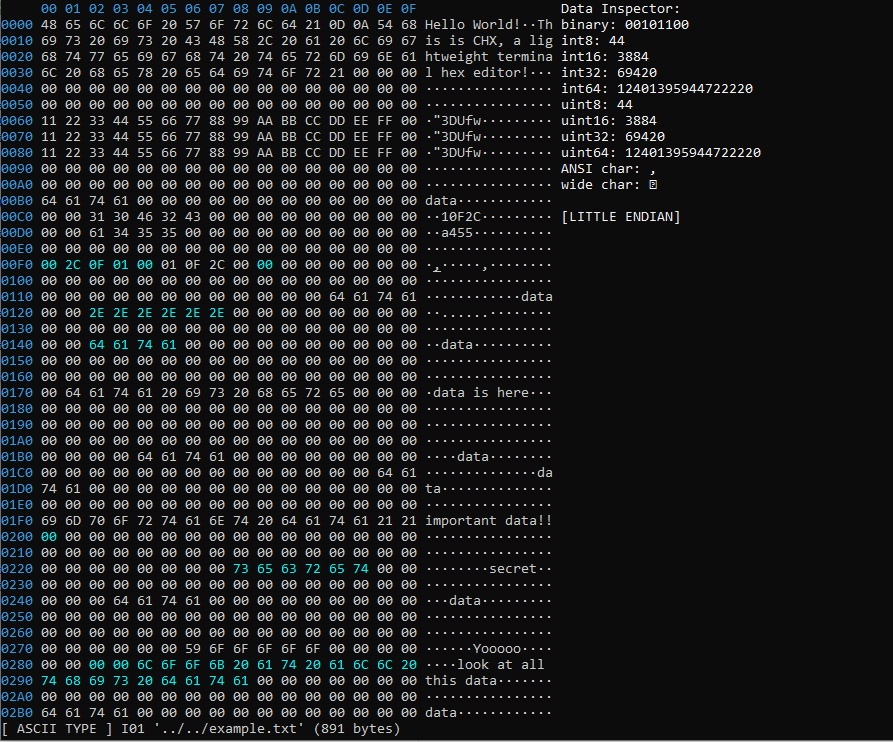 00 01 02 03 04 05 06 07 08 09 0A 0B 0C 0D 0E 0F Data Inspector:
0000 48 65 6C 6C 6F 20 57 6F 72 6C 64 21 0D 0A 54 68 Hello World!··Th binary: 00101100
0010 69 73 20 69 73 20 43 48 58 2C 20 61 20 6C 69 67 is is CHX, a lig int8: 44
0020 68 74 77 65 69 67 68 74 20 74 65 72 6D 69 6E 61 htweight termina int16: 3884
0030 6C 20 68 65 78 20 65 64 69 74 6F 72 21 00 00 00 l hex editor!··· int32: 69420
0040 00 00 00 00 00 00 00 00 00 00 00 00 00 00 00 00 ················ int64: 12401395944722220
0050 00 00 00 00 00 00 00 00 00 00 00 00 00 00 00 00 ················ uint8: 44
0060 11 22 33 44 55 66 77 88 99 AA BB CC DD EE FF 00 ·"3DUfw········· uint16: 3884
0070 11 22 33 44 55 66 77 88 99 AA BB CC DD EE FF 00 ·"3DUfw········· uint32: 69420
0080 11 22 33 44 55 66 77 88 99 AA BB CC DD EE FF 00 ·"3DUfw········· uint64: 12401395944722220
0090 00 00 00 00 00 00 00 00 00 00 00 00 00 00 00 00 ················ ANSI char: ,
00A0 00 00 00 00 00 00 00 00 00 00 00 00 00 00 00 00 ················ wide char:
00B0 64 61 74 61 00 00 00 00 00 00 00 00 00 00 00 00 data············
00C0 00 00 31 30 46 32 43 00 00 00 00 00 00 00 00 00 ··10F2C········· [LITTLE ENDIAN]
00D0 00 00 61 34 35 35 00 00 00 00 00 00 00 00 00 00 ··a455··········
00E0 00 00 00 00 00 00 00 00 00 00 00 00 00 00 00 00 ················
00F0 00 2C 0F 01 00 01 0F 2C 00 00 00 00 00 00 00 00 ·,·····,········
0100 00 00 00 00 00 00 00 00 00 00 00 00 00 00 00 00 ················
0110 00 00 00 00 00 00 00 00 00 00 00 00 64 61 74 61 ············data
0120 00 00 2E 2E 2E 2E 2E 2E 00 00 00 00 00 00 00 00 ··......········
0130 00 00 00 00 00 00 00 00 00 00 00 00 00 00 00 00 ················
0140 00 00 64 61 74 61 00 00 00 00 00 00 00 00 00 00 ··data··········
0150 00 00 00 00 00 00 00 00 00 00 00 00 00 00 00 00 ················
0160 00 00 00 00 00 00 00 00 00 00 00 00 00 00 00 00 ················
0170 00 64 61 74 61 20 69 73 20 68 65 72 65 00 00 00 ·data is here···
0180 00 00 00 00 00 00 00 00 00 00 00 00 00 00 00 00 ················
0190 00 00 00 00 00 00 00 00 00 00 00 00 00 00 00 00 ················
01A0 00 00 00 00 00 00 00 00 00 00 00 00 00 00 00 00 ················
01B0 00 00 00 00 64 61 74 61 00 00 00 00 00 00 00 00 ····data········
01C0 00 00 00 00 00 00 00 00 00 00 00 00 00 00 64 61 ··············da
01D0 74 61 00 00 00 00 00 00 00 00 00 00 00 00 00 00 ta··············
01E0 00 00 00 00 00 00 00 00 00 00 00 00 00 00 00 00 ················
01F0 69 6D 70 6F 72 74 61 6E 74 20 64 61 74 61 21 21 important data!!
0200 00 00 00 00 00 00 00 00 00 00 00 00 00 00 00 00 ················
0210 00 00 00 00 00 00 00 00 00 00 00 00 00 00 00 00 ················
0220 00 00 00 00 00 00 00 00 73 65 63 72 65 74 00 00 ········secret··
0230 00 00 00 00 00 00 00 00 00 00 00 00 00 00 00 00 ················
0240 00 00 00 64 61 74 61 00 00 00 00 00 00 00 00 00 ···data·········
0250 00 00 00 00 00 00 00 00 00 00 00 00 00 00 00 00 ················
0260 00 00 00 00 00 00 00 00 00 00 00 00 00 00 00 00 ················
0270 00 00 00 00 00 00 59 6F 6F 6F 6F 6F 00 00 00 00 ······Yooooo····
0280 00 00 00 00 6C 6F 6F 6B 20 61 74 20 61 6C 6C 20 ····look at all
0290 74 68 69 73 20 64 61 74 61 00 00 00 00 00 00 00 this data·······
02A0 00 00 00 00 00 00 00 00 00 00 00 00 00 00 00 00 ················
02B0 64 61 74 61 00 00 00 00 00 00 00 00 00 00 00 00 data············
[ ASCII TYPE ] I01 '../../example.txt' (891 bytes)